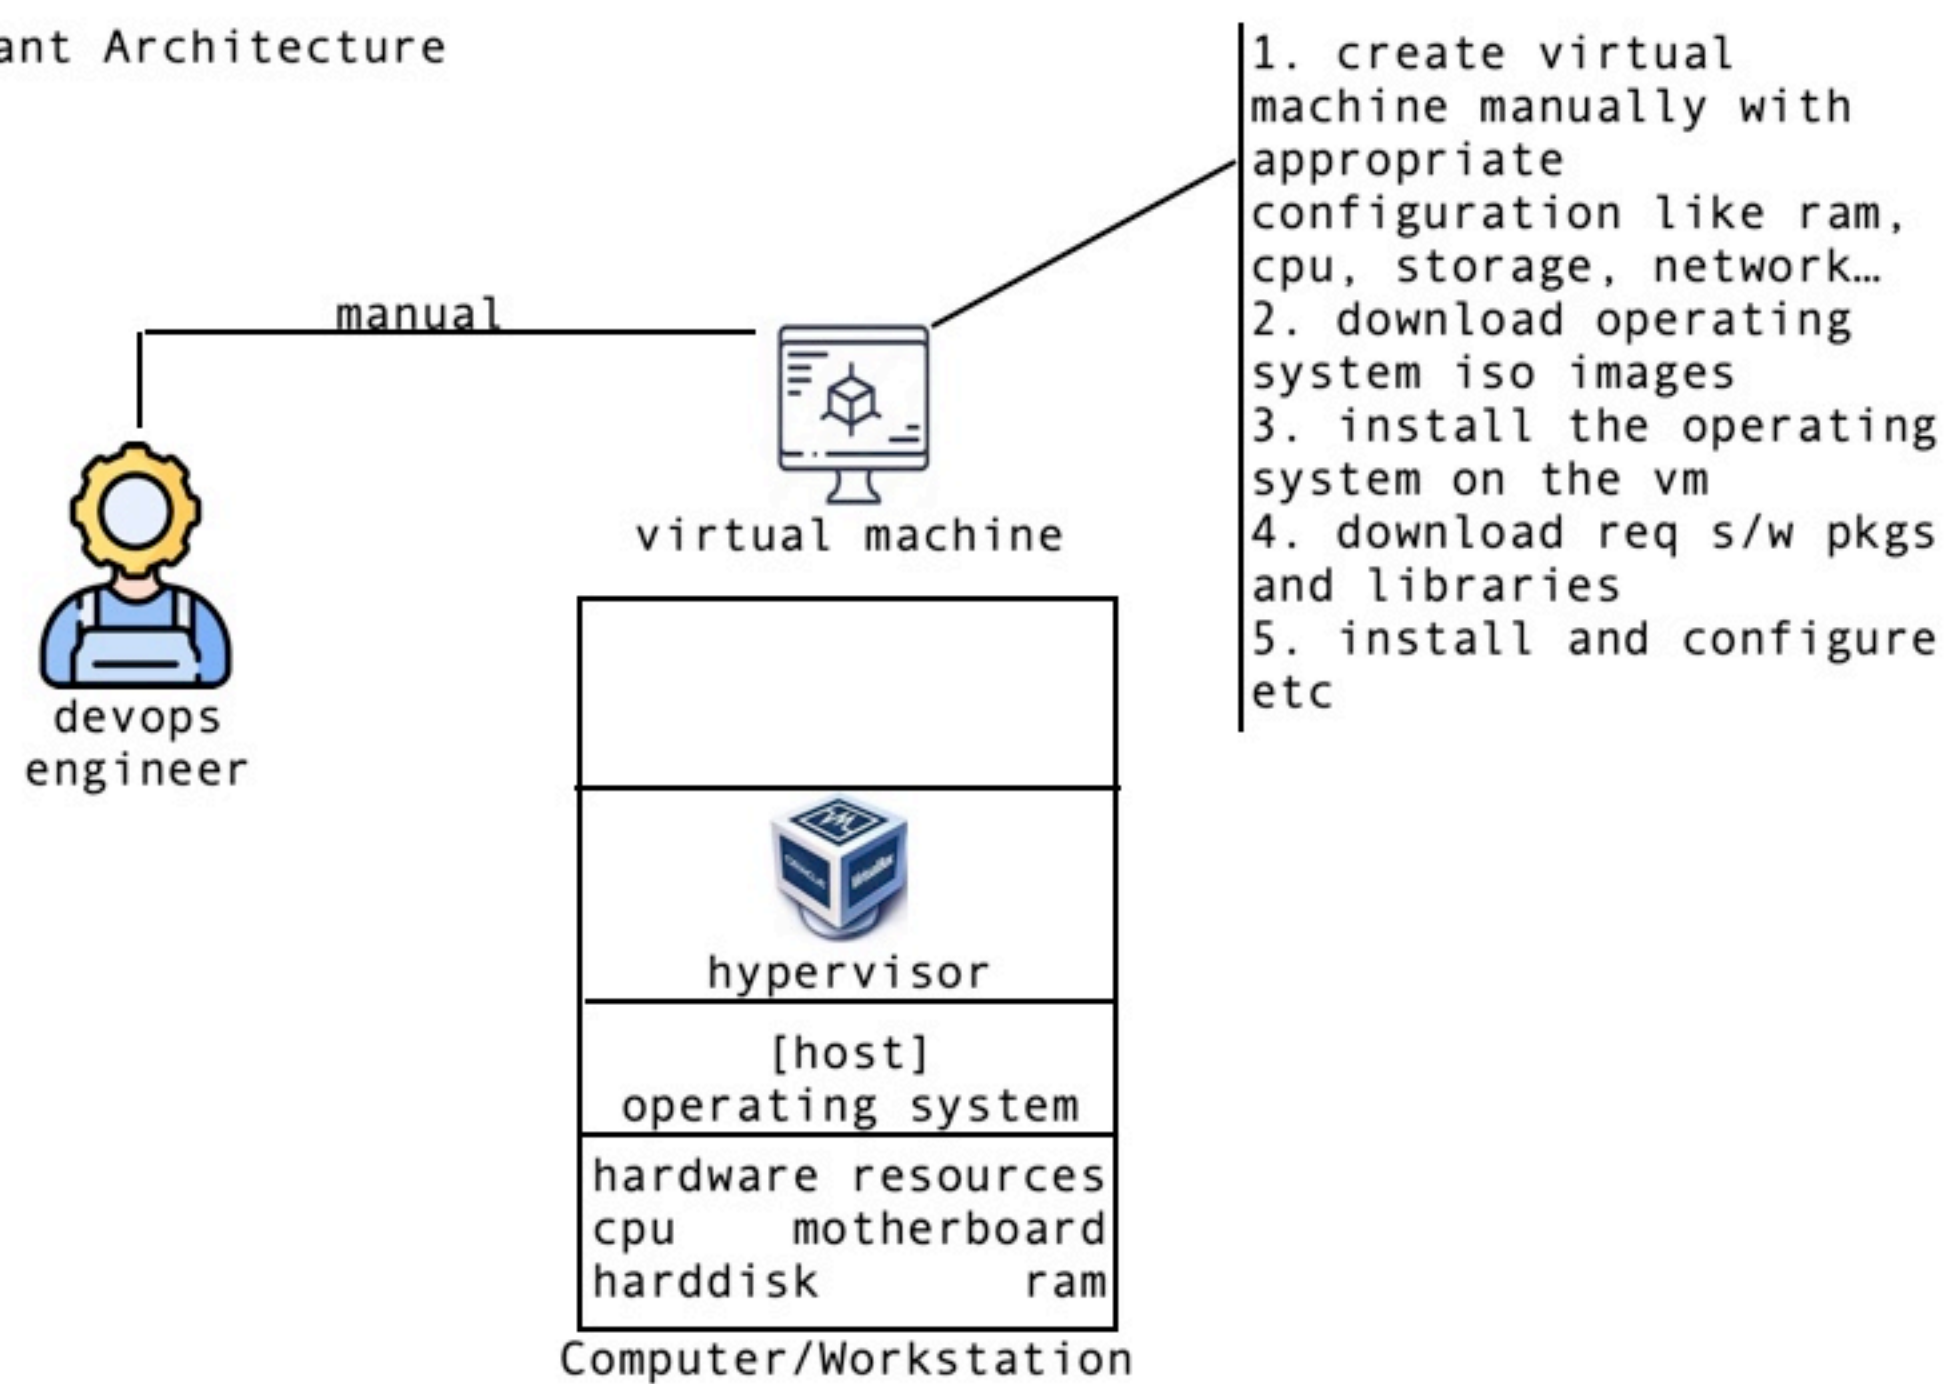 ant Architecture
1. create virtual
machine manually with
appropriate
configuration like ram,
cpu, storage, network…
2. download operating
system iso images
3. install the operating
system on the vm
4. download req s/w pkgs
and libraries
5. install and configure
etc
manual
virtual machine
devops
engineer
VM
ORACLE
VirtualBox
hypervisor
[host]
operating system
hardware resources
cpu motherboard
harddisk ram
Computer/Workstation